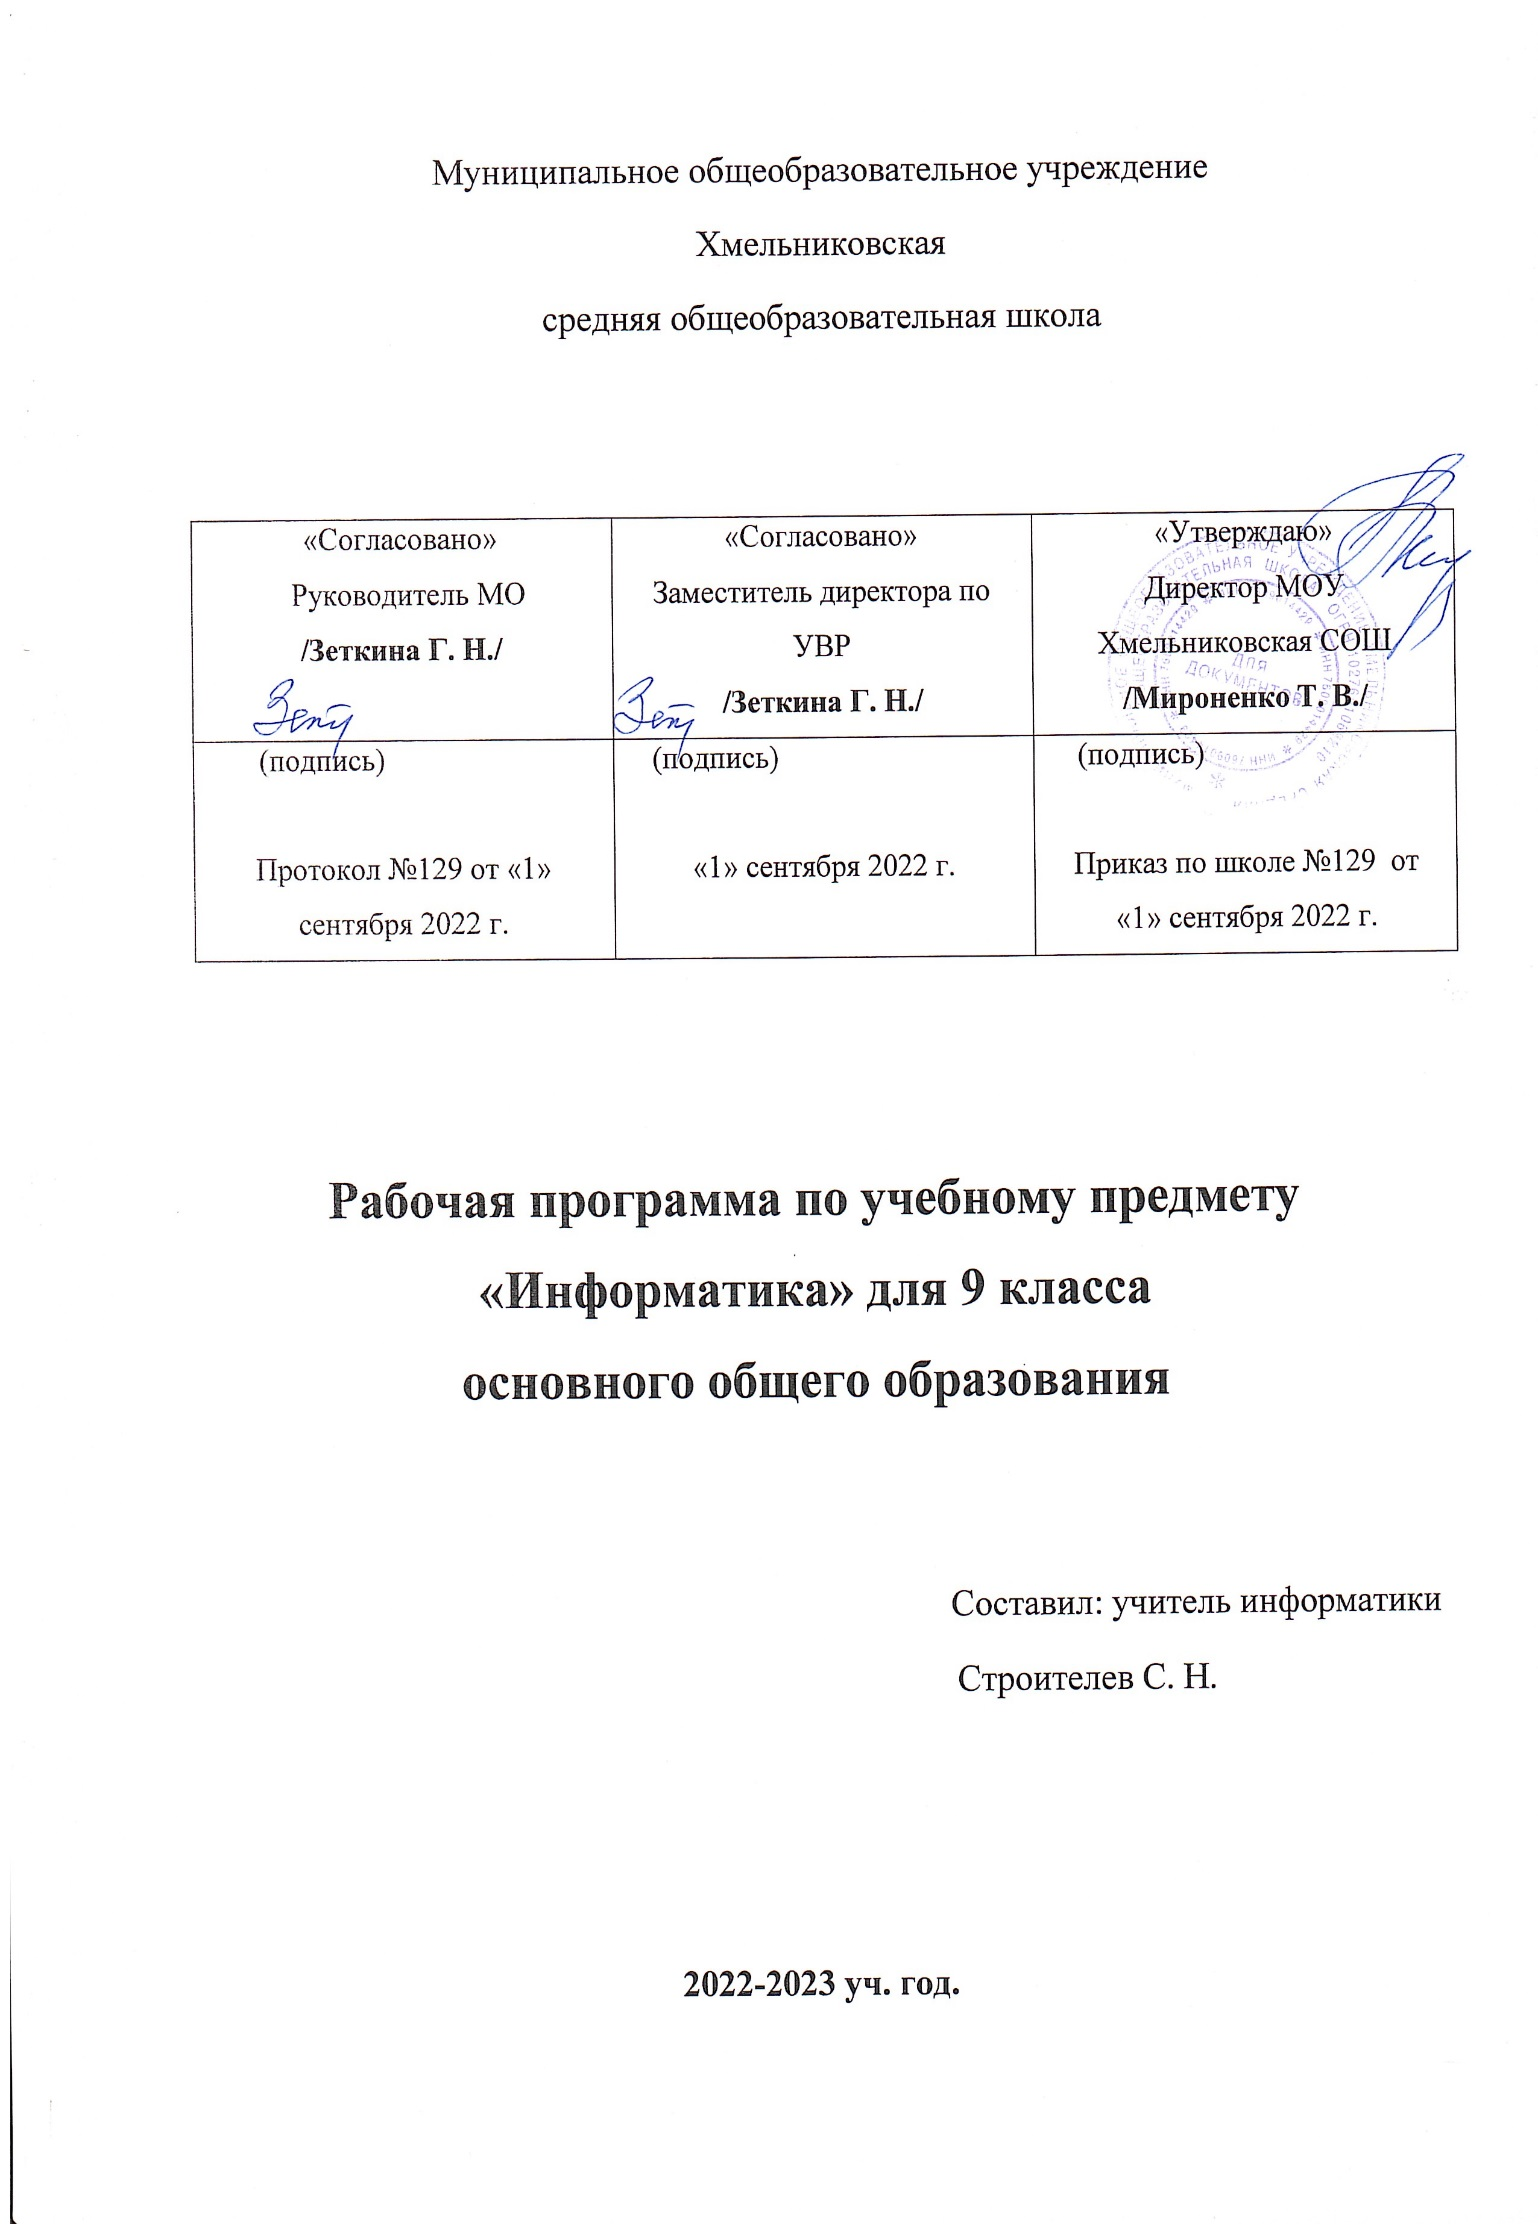 Муниципальное общеобразовательное учреждение
Хмельниковская
средняя общеобразовательная школа
«Согласовано»
Руководитель МО
/Зеткина Г. Н./
«Согласовано»
Заместитель директора по
УВР
/Зеткина Г. Н./
«Утверждаю»
Директор МОУ
Хмельниковская СОШ
/Мироненко Т. В./
ДЛЯ
ДОКУМЕНТОВ
(подпись)
Протокол №129 от «1»
сентября 2022 г.
(подпись)
«1» сентября 2022 г.
(подпись)
Приказ по школе №129 от
«1» сентября 2022 г.
Рабочая программа по учебному предмету
«Информатика» для 9 класса
основного общего образования
Составил: учитель информатики
Строителев С. Н.
2022-2023 уч. год.